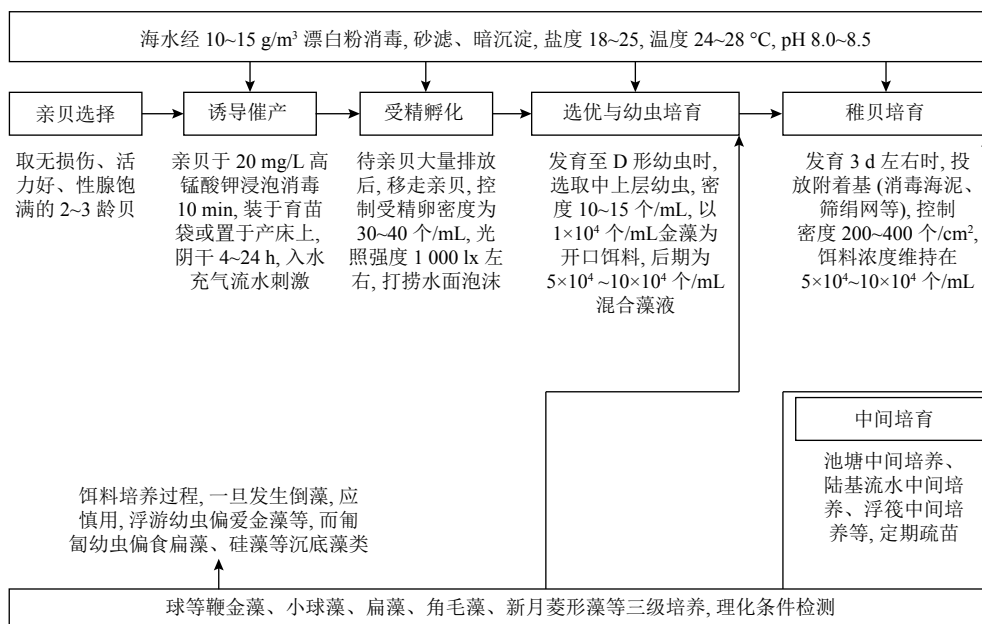 海水经 10~15 g/m³ 漂白粉消毒, 砂滤、暗沉淀, 盐度 18~25, 温度 24~28 °C, pH 8.0~8.5
亲贝选择
取无损伤、活
力好、性腺饱
满的 2~3 龄贝
诱导催产
亲贝于 20 mg/L 高
锰酸钾浸泡消毒
10 min, 装于育苗
袋或置于产床上,
阴干 4~24 h, 入水
充气流水刺激
受精孵化
待亲贝大量排放
后, 移走亲贝, 控
制受精卵密度为
30~40 个/mL, 光
照强度 1 000 lx 左
右, 打捞水面泡沫
选优与幼虫培育
发育至 D 形幼虫时,
选取中上层幼虫, 密
度 10~15 个/mL, 以
1×10⁴ 个/mL金藻为
开口饵料, 后期为
5×10⁴ ~10×10⁴ 个/mL
混合藻液
稚贝培育
发育 3 d 左右时, 投
放附着基 (消毒海泥、
筛绢网等), 控制
密度 200~400 个/cm²,
饵料浓度维持在
5×10⁴~10×10⁴ 个/mL
中间培育
池塘中间培养、
陆基流水中间培
养、浮筏中间培
养等, 定期疏苗
饵料培养过程, 一旦发生倒藻, 应
慎用, 浮游幼虫偏爱金藻等, 而匍
匐幼虫偏食扁藻、硅藻等沉底藻类
球等鞭金藻、小球藻、扁藻、角毛藻、新月菱形藻等三级培养, 理化条件检测